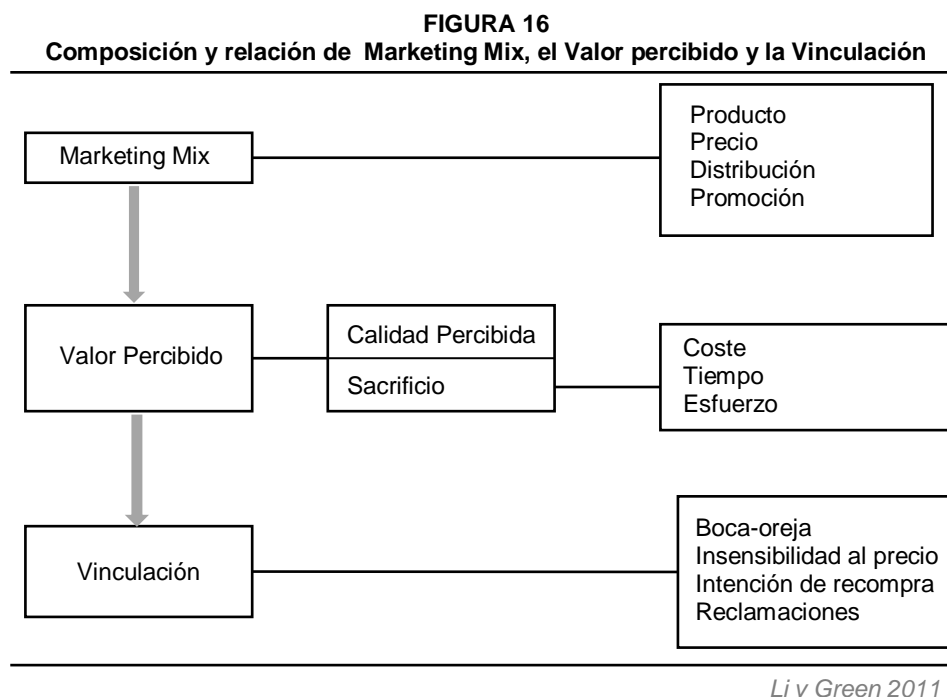 FIGURA 16
Composición y relación de Marketing Mix, el Valor percibido y la Vinculación
Marketing Mix
Producto
Precio
Distribución
Promoción
Valor Percibido
Calidad Percibida
Sacrificio
Coste
Tiempo
Esfuerzo
Vinculación
Boca-oreja
Insensibilidad al precio
Intención de recompra
Reclamaciones
Li y Green 2011